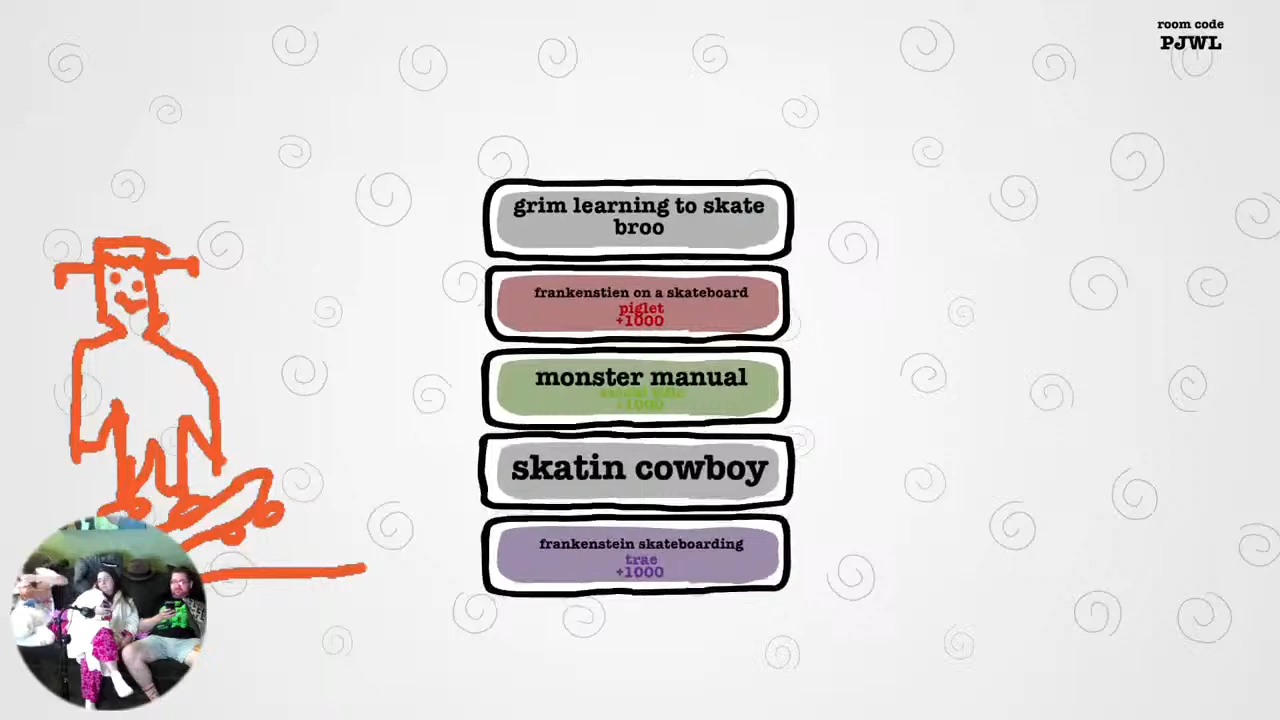 room code
PJWL
grim learning to skate
broo
frankenstien on a skateboard
piglet
+1000
monster manual
+1000
skatin cowboy
frankenstein skateboarding
trae
+1000